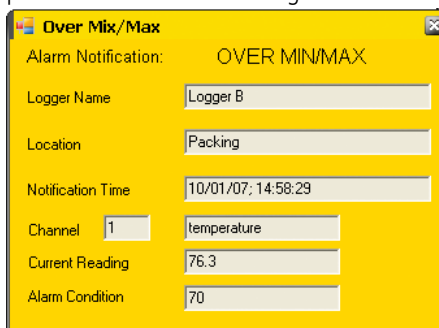 Over Mix/Max
Alarm Notification: OVER MIN/MAX
Logger Name Logger B
Location Packing
Notification Time 10/01/07; 14:58:29
Channel 1 temperature
Current Reading 76.3
Alarm Condition 70